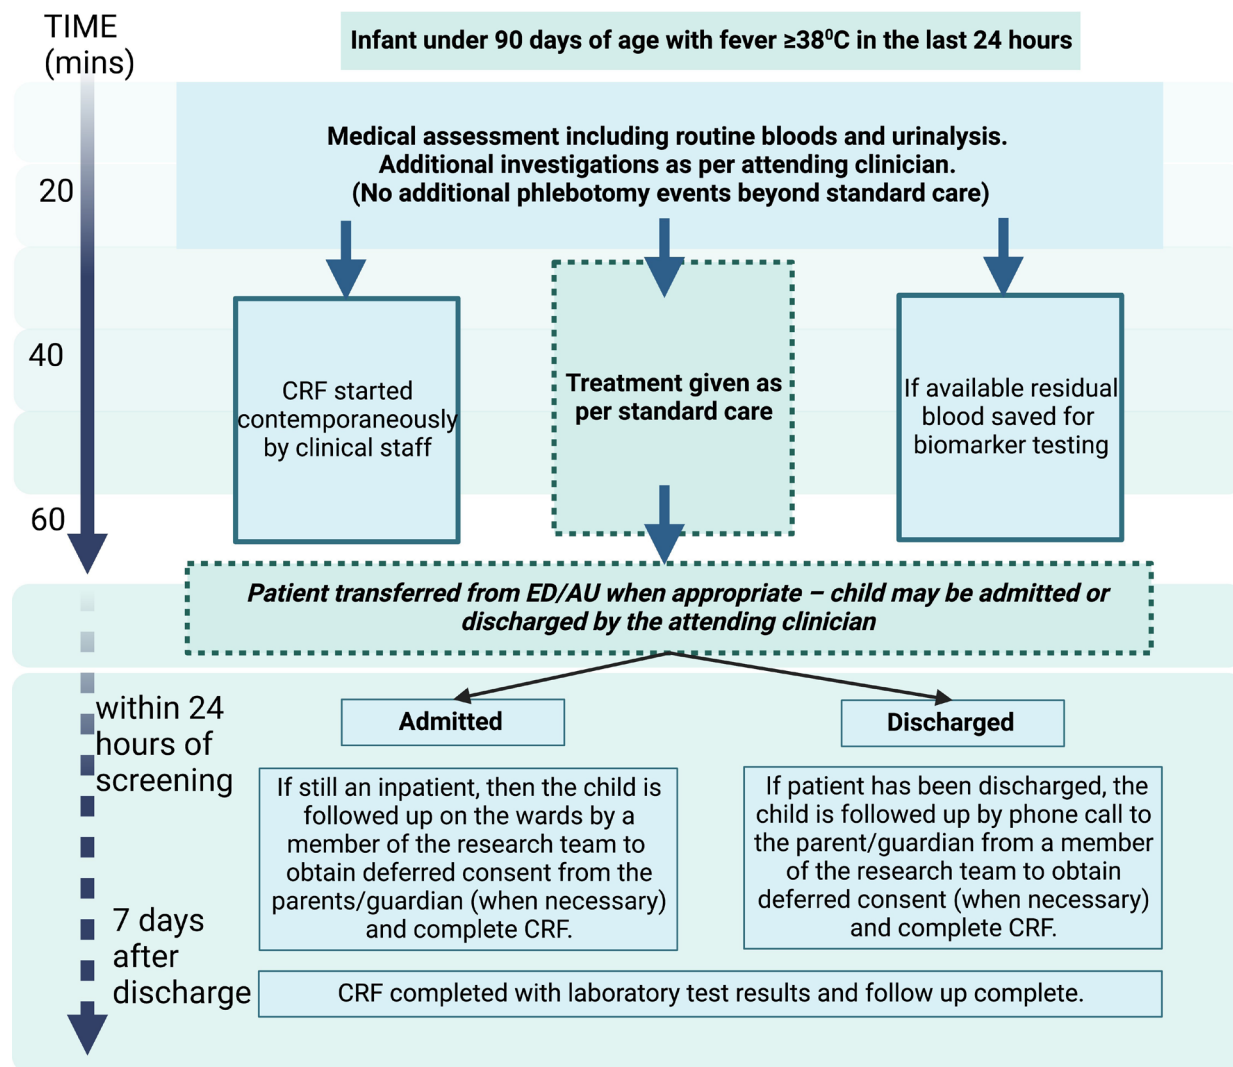 TIME
(mins)
Infant under 90 days of age with fever ≥38⁰C in the last 24 hours
Medical assessment including routine bloods and urinalysis.
Additional investigations as per attending clinician.
(No additional phlebotomy events beyond standard care)
20
40
60
CRF started
contemporaneously
by clinical staff
Treatment given as
per standard care
If available residual
blood saved for
biomarker testing
Patient transferred from ED/AU when appropriate – child may be admitted or
discharged by the attending clinician
within 24
hours of
screening
Admitted
If still an inpatient, then the child is
followed up on the wards by a
member of the research team to
obtain deferred consent from the
parents/guardian (when necessary)
and complete CRF.
Discharged
If patient has been discharged, the
child is followed up by phone call to
the parent/guardian from a member
of the research team to obtain
deferred consent (when necessary)
and complete CRF.
7 days
after
discharge
CRF completed with laboratory test results and follow up complete.